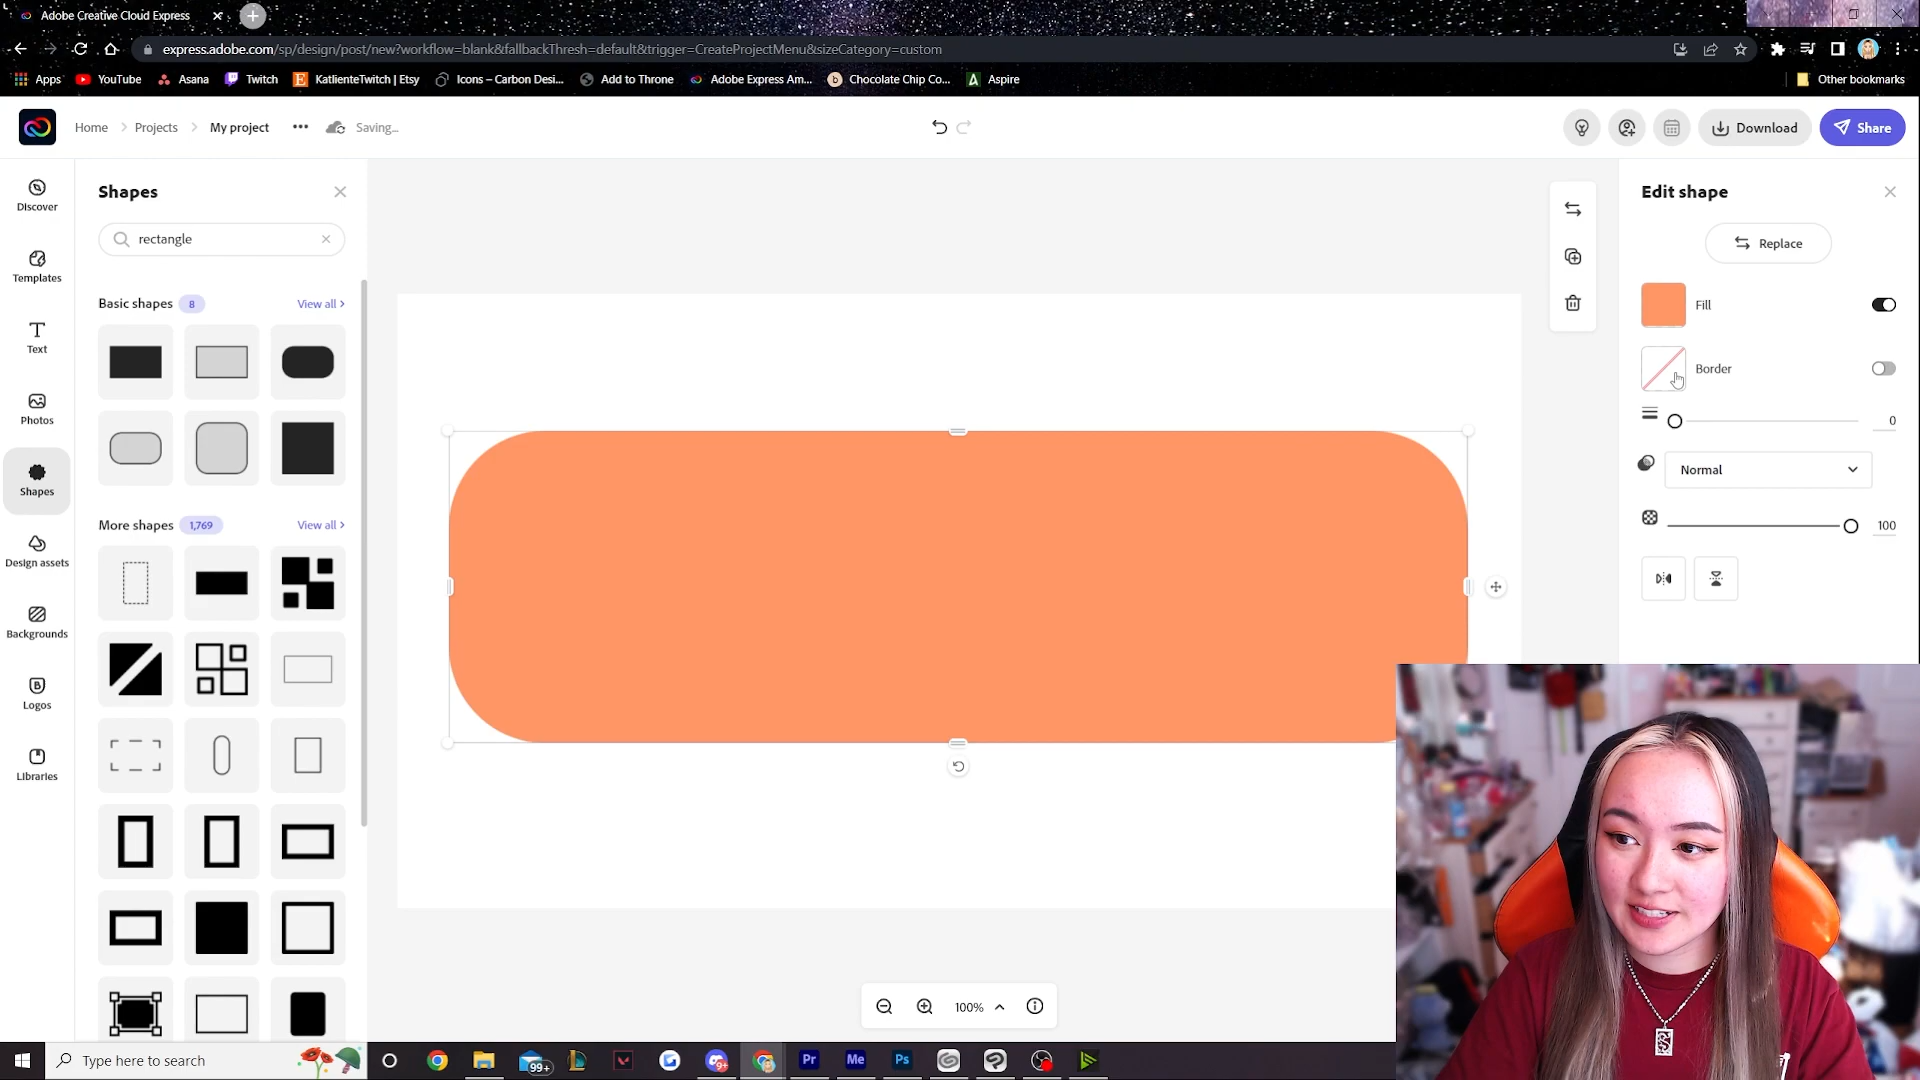 Adobe Creative Cloud Express
express.adobe.com/sp/design/post/new?workflow=blank&fallbackThresh=default&trigger=CreateProjectMenu&sizeCategory=custom
Apps YouTube Asana Twitch KatlienteTwitch | Etsy Icons – Carbon Desi... Add to Throne Adobe Express Am... Chocolate Chip Co... Aspire Other bookmarks
Home Projects My project Saving... Download Share
Discover
Templates
Text
Photos
Shapes
Design assets
Backgrounds
Logos
Libraries
Shapes
rectangle
Basic shapes 8 View all
More shapes 1,769 View all
Edit shape
Replace
Fill
Border
0
Normal
100
100%
Type here to search
99+
9+
Pr
Me
Ps